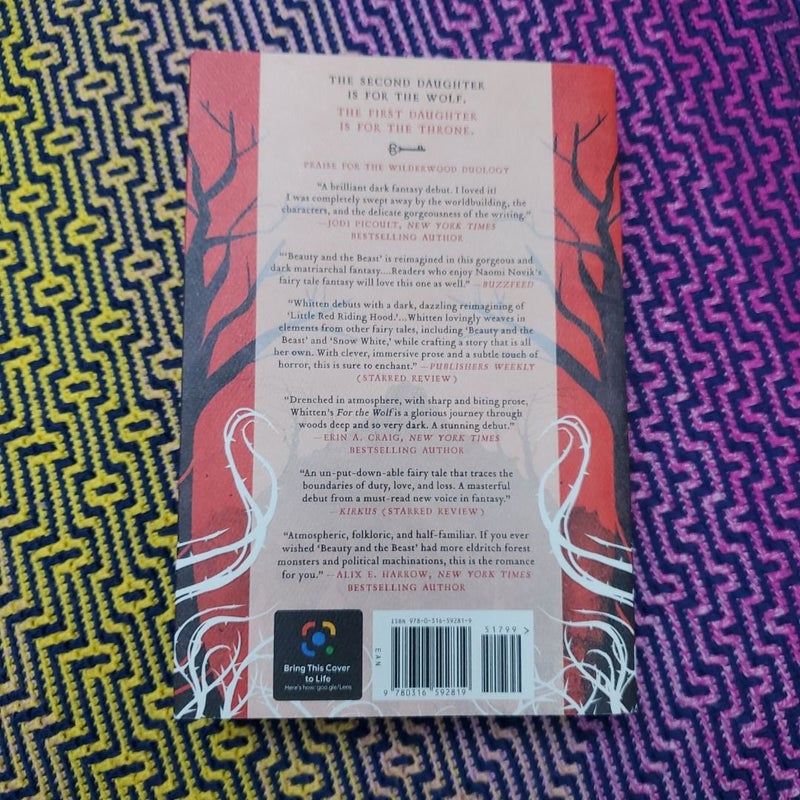 THE SECOND DAUGHTER
IS FOR THE WOLF.
THE FIRST DAUGHTER
IS FOR THE THRONE.
PRAISE FOR THE WILDERWOOD DUOLOGY
"A brilliant dark fantasy debut. I loved it!
I was completely swept away by the worldbuilding, the
characters, and the delicate gorgeousness of the writing."
—JODI PICOULT, NEW YORK TIMES
BESTSELLING AUTHOR
"'Beauty and the Beast' is reimagined in this gorgeous and
dark matriarchal fantasy....Readers who enjoy Naomi Novik's
fairy tale fantasy will love this one as well." —BUZZFEED
"Whitten debuts with a dark, dazzling reimagining of
'Little Red Riding Hood.'...Whitten lovingly weaves in
elements from other fairy tales, including 'Beauty and the
Beast' and 'Snow White,' while crafting a story that is all
her own. With clever, immersive prose and a subtle touch of
horror, this is sure to enchant." —PUBLISHERS WEEKLY
(STARRED REVIEW)
"Drenched in atmosphere, with sharp and biting prose,
Whitten's For the Wolf is a glorious journey through
woods deep and so very dark. A stunning debut."
—ERIN A. CRAIG, NEW YORK TIMES
BESTSELLING AUTHOR
"An un-put-down-able fairy tale that traces the
boundaries of duty, love, and loss. A masterful
debut from a must-read new voice in fantasy."
—KIRKUS (STARRED REVIEW)
"Atmospheric, folkloric, and half-familiar. If you ever
wished 'Beauty and the Beast' had more eldritch forest
monsters and political machinations, this is the romance
for you." —ALIX E. HARROW, NEW YORK TIMES
BESTSELLING AUTHOR
Bring This Cover
to Life
Here's how: goo.gle/Lens
ISBN 978-0-316-59281-9
51799 >
EAN
9 780316 592819